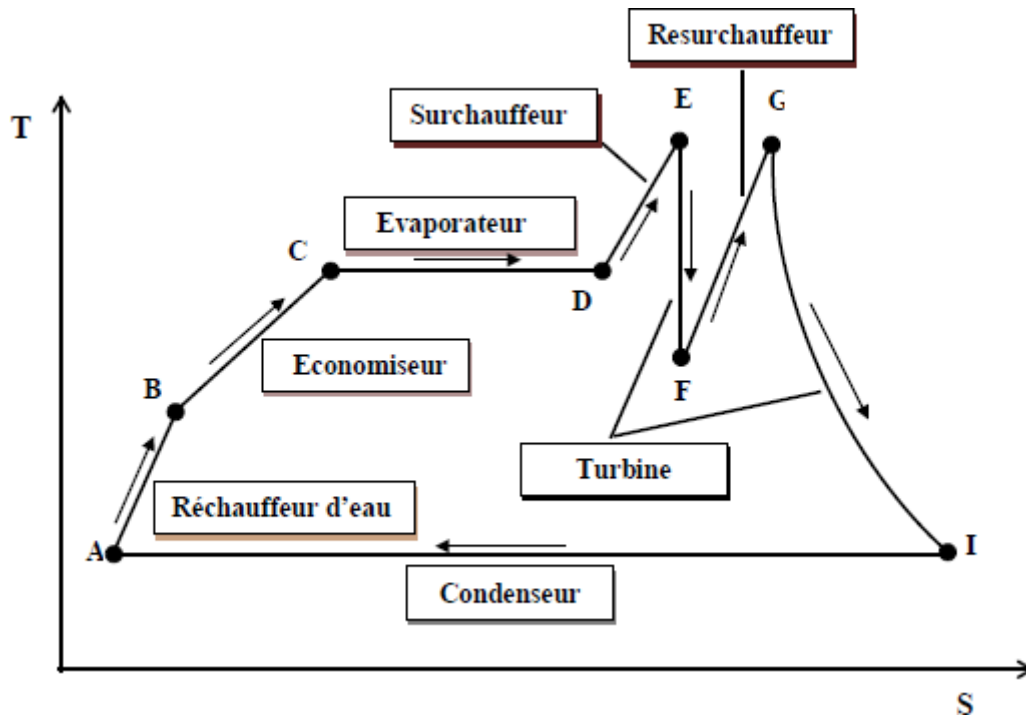 Resurchauffeur
T
E
G
Surchauffeur
Evaporateur
C
D
Economiseur
B
F
Turbine
Réchauffeur d'eau
A
I
Condenseur
S